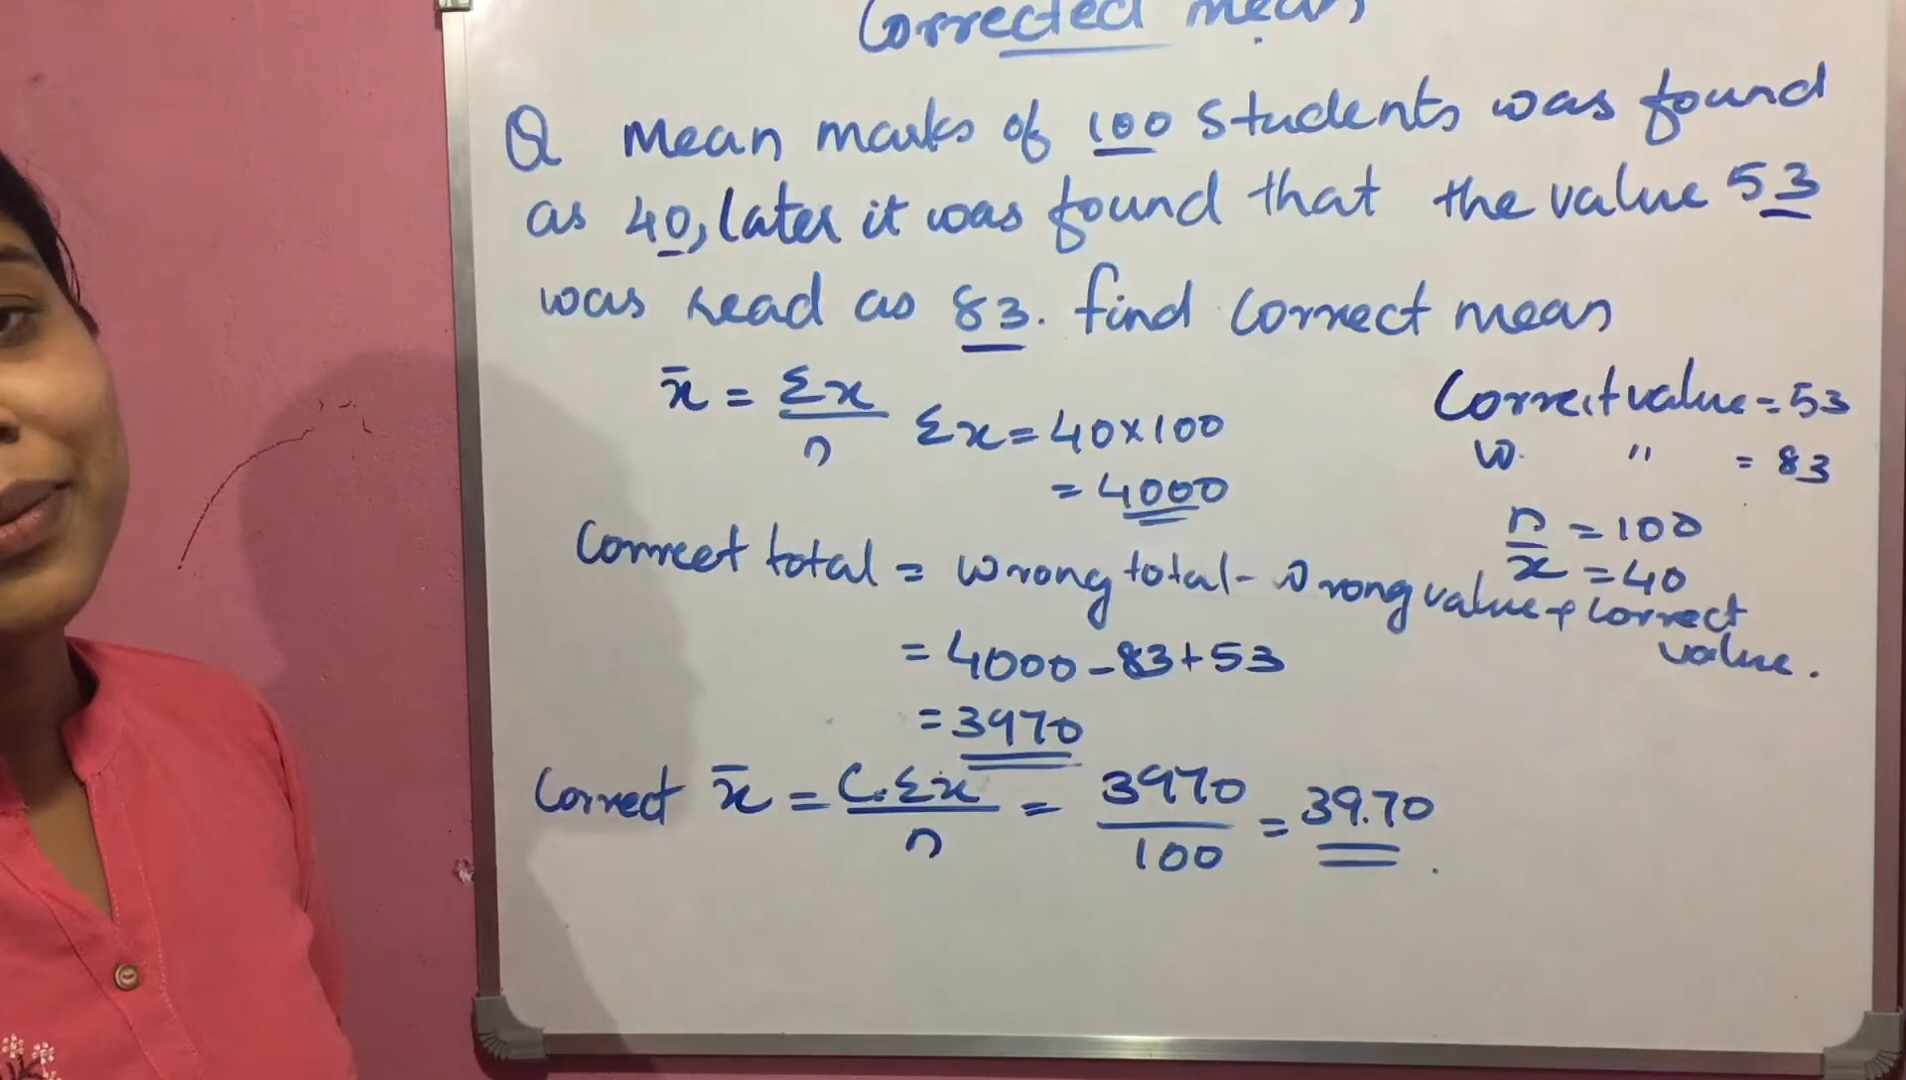 Corrected mean
Q Mean marks of 100 students was found
as 40, later it was found that the value 53
was read as 83. find correct mean
x̄ = Σx/n Σx = 40×100
= 4000
Correct value = 53
W. " = 83
n = 100
x̄ = 40
Correct total = wrong total - wrong value + correct
value.
= 4000 - 83 + 53
= 3970
Correct x̄ = C.Σx/n = 3970/100 = 39.70